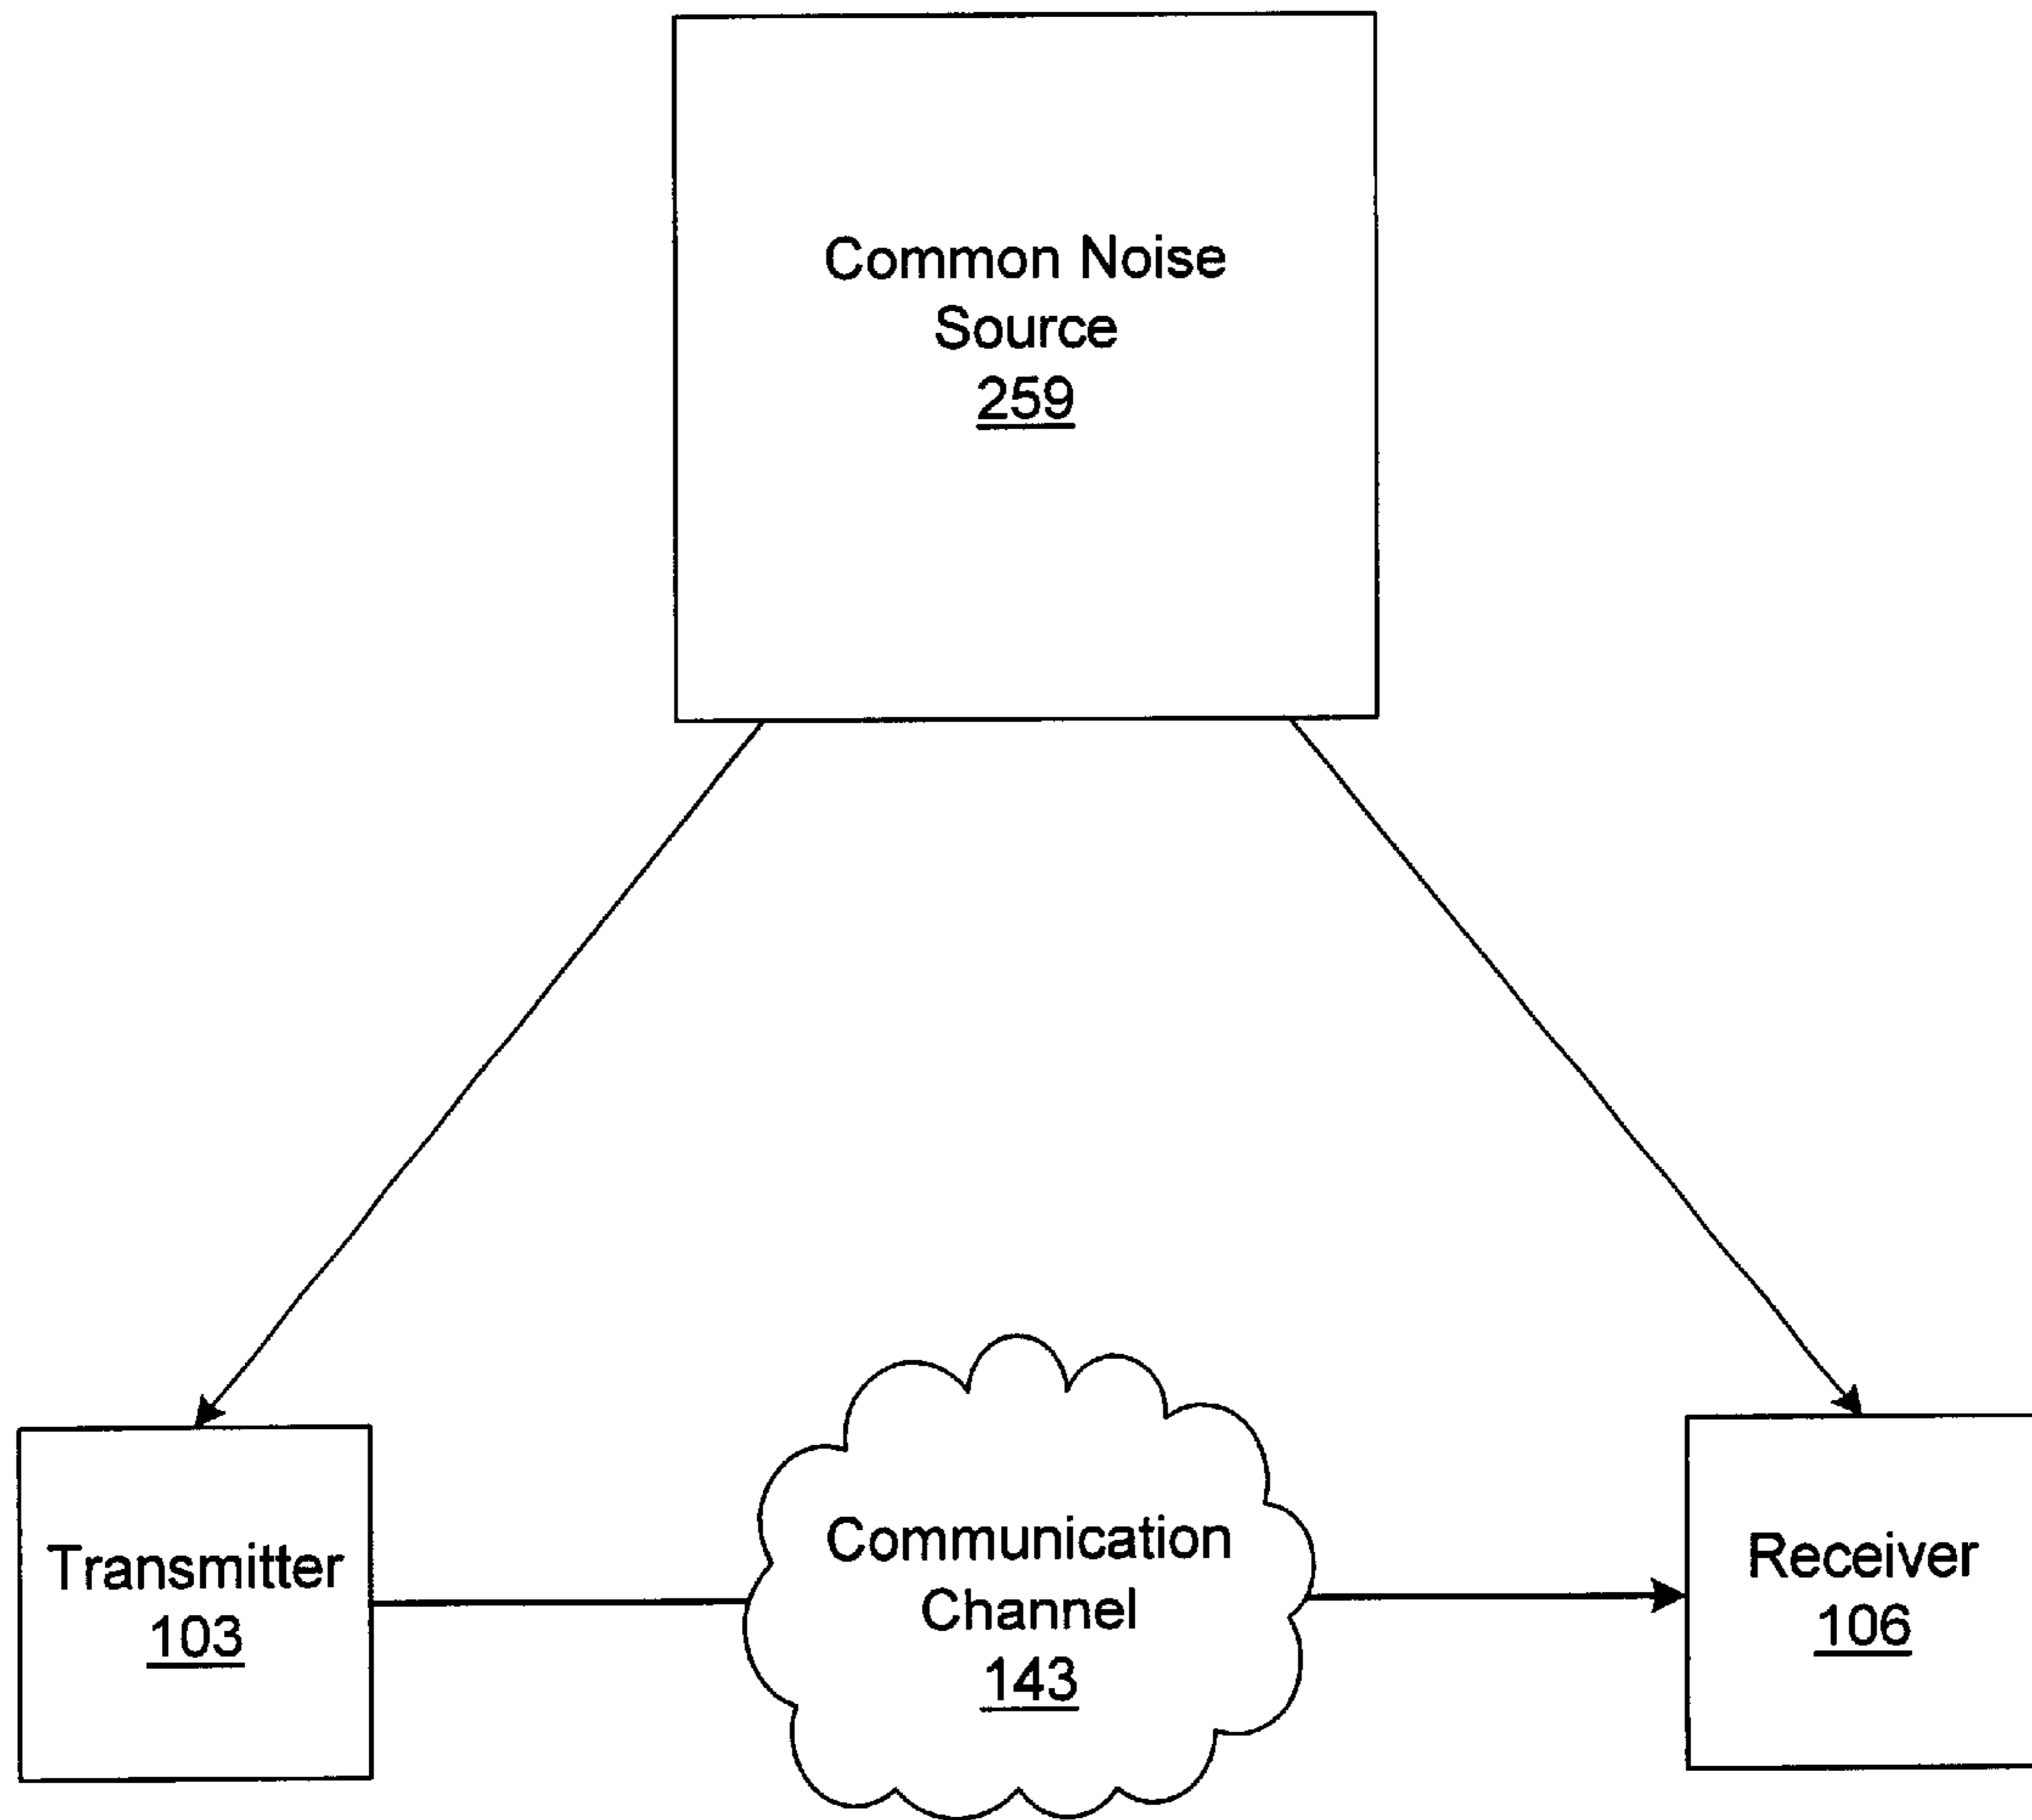 Common Noise
Source
259
Transmitter
103
Communication
Channel
143
Receiver
106